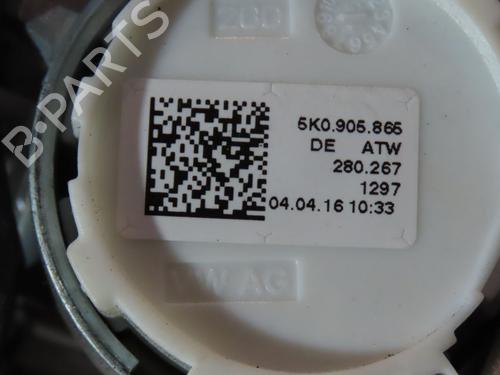 B-PARTS
5K0.905.865
DE ATW
280.267
1297
04.04.16 10:33
VW AG